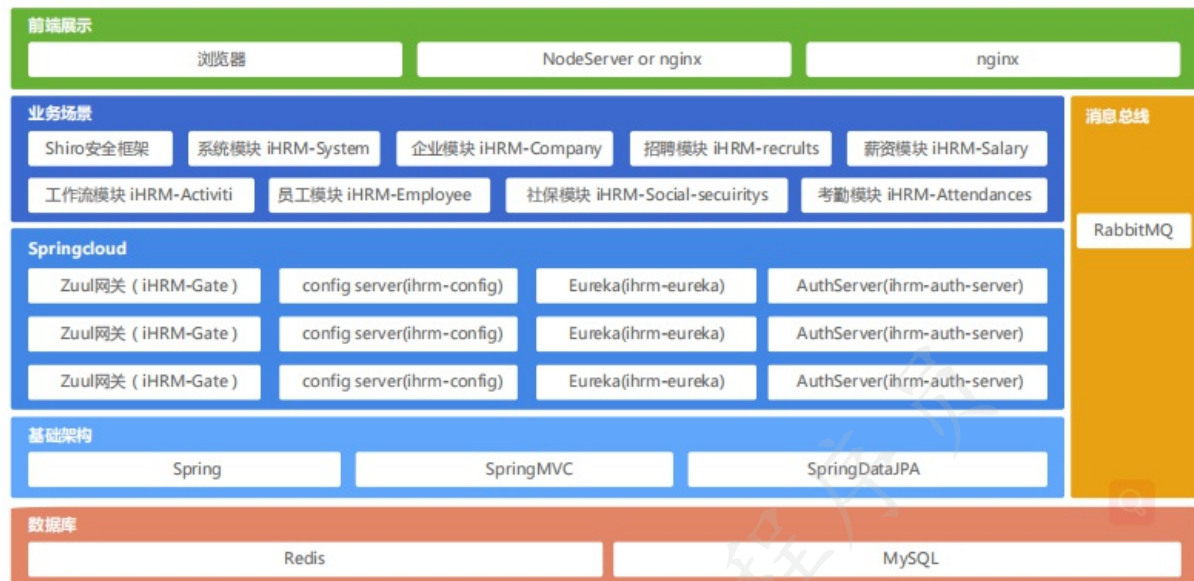 前端展示
浏览器 NodeServer or nginx nginx
业务场景
Shiro安全框架 系统模块 iHRM-System 企业模块 iHRM-Company 招聘模块 iHRM-recrults 薪资模块 iHRM-Salary
工作流模块 iHRM-Activiti 员工模块 iHRM-Employee 社保模块 iHRM-Social-secuiritys 考勤模块 iHRM-Attendances
消息总线
RabbitMQ
Springcloud
Zuul网关 ( iHRM-Gate ) config server(ihrm-config) Eureka(ihrm-eureka) AuthServer(ihrm-auth-server)
Zuul网关 ( iHRM-Gate ) config server(ihrm-config) Eureka(ihrm-eureka) AuthServer(ihrm-auth-server)
Zuul网关 ( iHRM-Gate ) config server(ihrm-config) Eureka(ihrm-eureka) AuthServer(ihrm-auth-server)
基础架构
Spring SpringMVC SpringDataJPA
数据库
Redis MySQL
程序员